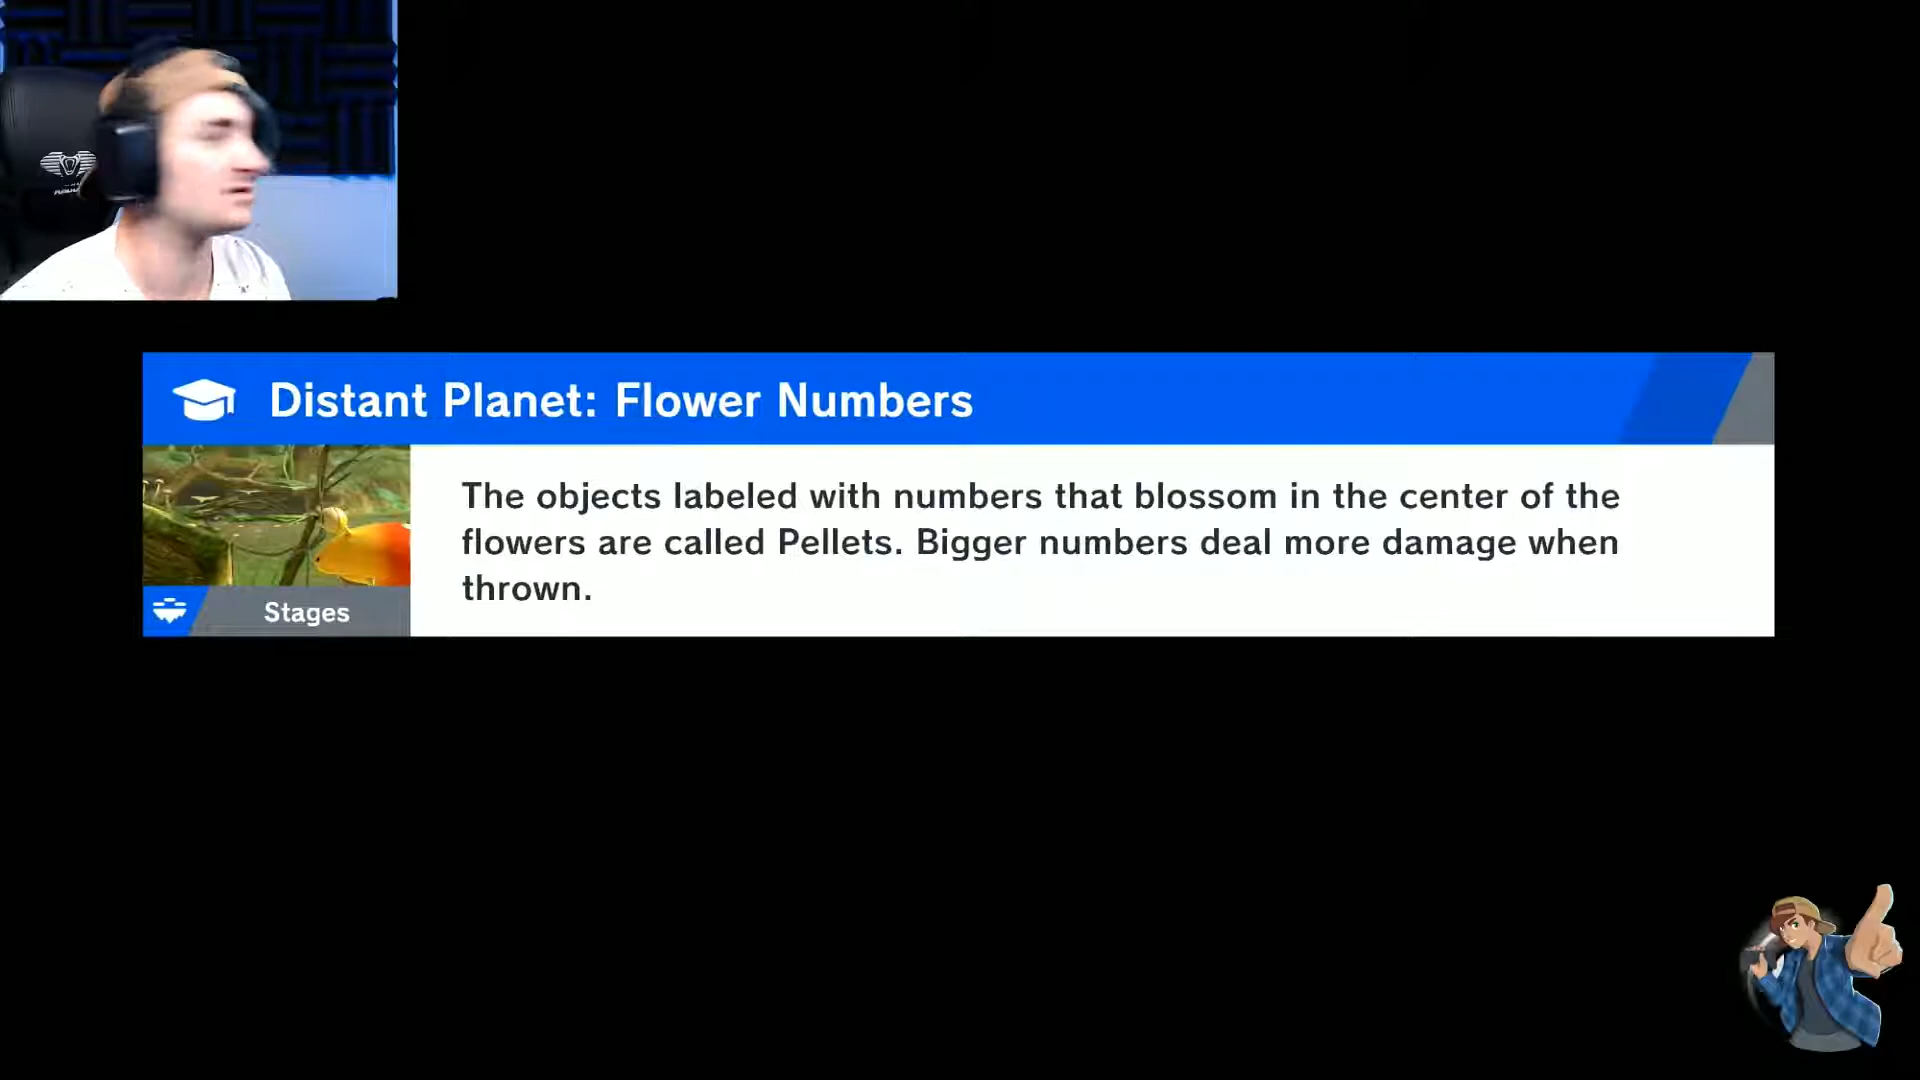 Distant Planet: Flower Numbers
The objects labeled with numbers that blossom in the center of the
flowers are called Pellets. Bigger numbers deal more damage when
thrown.
Stages